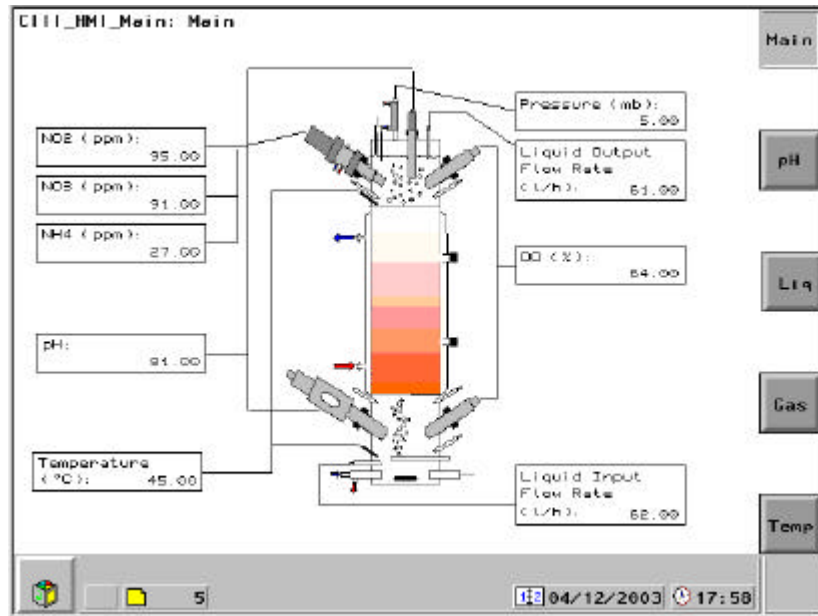 CIII_HMI_Main: Main
Main
Pressure (mb):
5.00
NO2 (ppm):
95.00
Liquid Output
Flow Rate
(l/h):
61.00
pH
NO3 (ppm):
91.00
NH4 (ppm):
27.00
DO (%):
64.00
Liq
pH:
81.00
Gas
Temperature
(°C):
45.00
Liquid Input
Flow Rate
(l/h):
62.00
Temp
5
04/12/2003
17:58